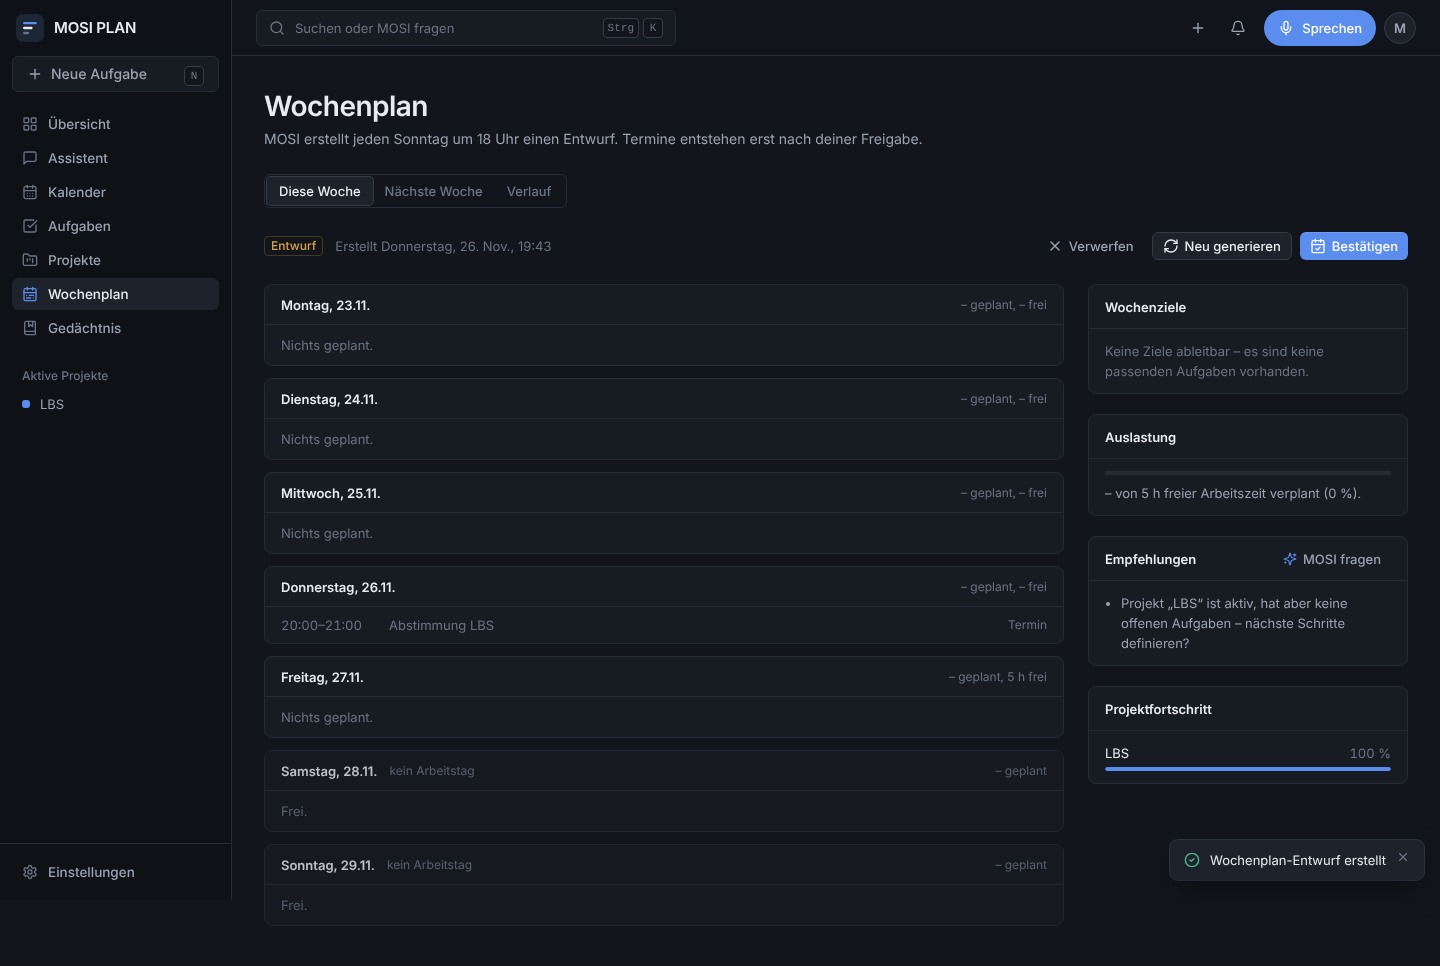 MOSI PLAN
Suchen oder MOSI fragen
Strg K
Sprechen
M
Neue Aufgabe
N
Übersicht
Assistent
Kalender
Aufgaben
Projekte
Wochenplan
Gedächtnis
Aktive Projekte
LBS
Einstellungen
Wochenplan
MOSI erstellt jeden Sonntag um 18 Uhr einen Entwurf. Termine entstehen erst nach deiner Freigabe.
Diese Woche
Nächste Woche
Verlauf
Entwurf
Erstellt Donnerstag, 26. Nov., 19:43
Verwerfen
Neu generieren
Bestätigen
Montag, 23.11.
– geplant, – frei
Nichts geplant.
Dienstag, 24.11.
– geplant, – frei
Nichts geplant.
Mittwoch, 25.11.
– geplant, – frei
Nichts geplant.
Donnerstag, 26.11.
– geplant, – frei
20:00–21:00 Abstimmung LBS
Termin
Freitag, 27.11.
– geplant, 5 h frei
Nichts geplant.
Samstag, 28.11. kein Arbeitstag
– geplant
Frei.
Sonntag, 29.11. kein Arbeitstag
– geplant
Frei.
Wochenziele
Keine Ziele ableitbar – es sind keine
passenden Aufgaben vorhanden.
Auslastung
– von 5 h freier Arbeitszeit verplant (0 %).
Empfehlungen
MOSI fragen
• Projekt „LBS“ ist aktiv, hat aber keine
offenen Aufgaben – nächste Schritte
definieren?
Projektfortschritt
LBS
100 %
Wochenplan-Entwurf erstellt